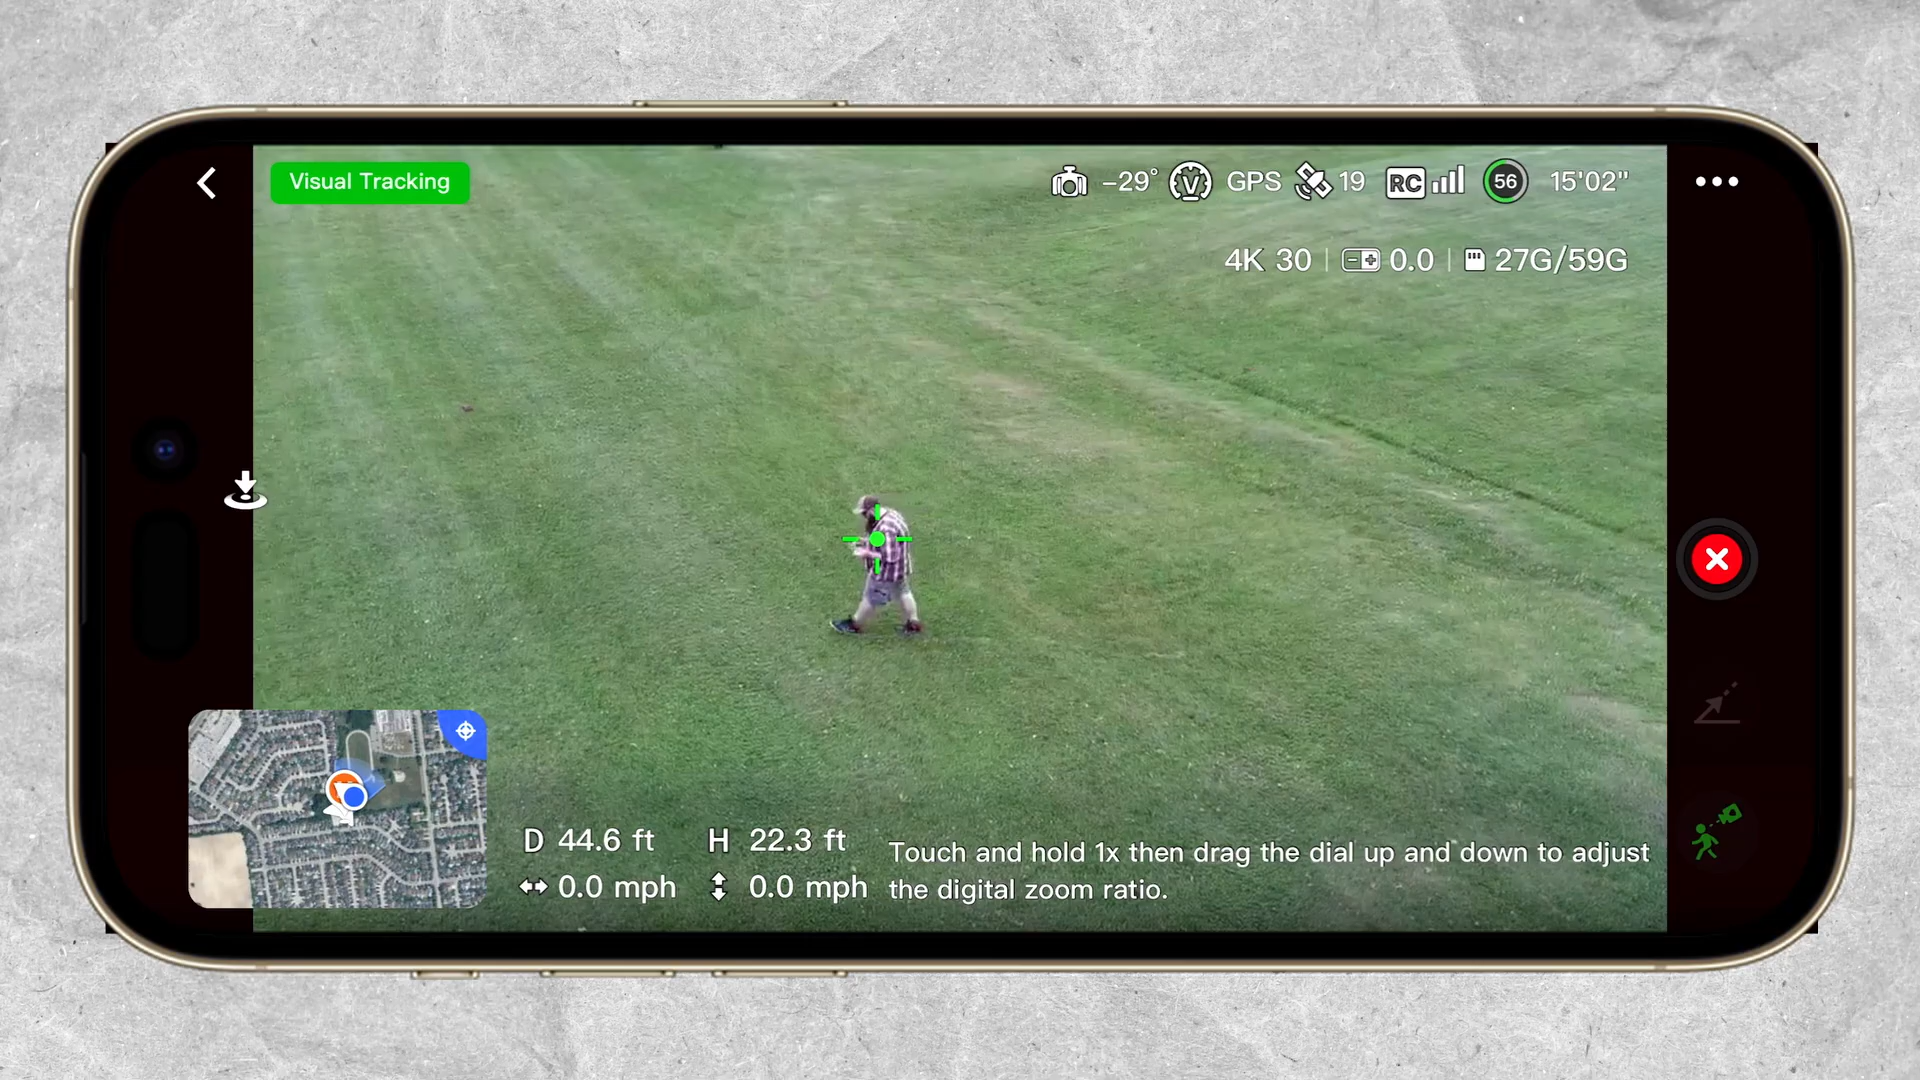 Visual Tracking
−29° V GPS 19 RC 56 15'02"
4K 30 | 0.0 | 27G/59G
D 44.6 ft H 22.3 ft
0.0 mph 0.0 mph
Touch and hold 1x then drag the dial up and down to adjust
the digital zoom ratio.